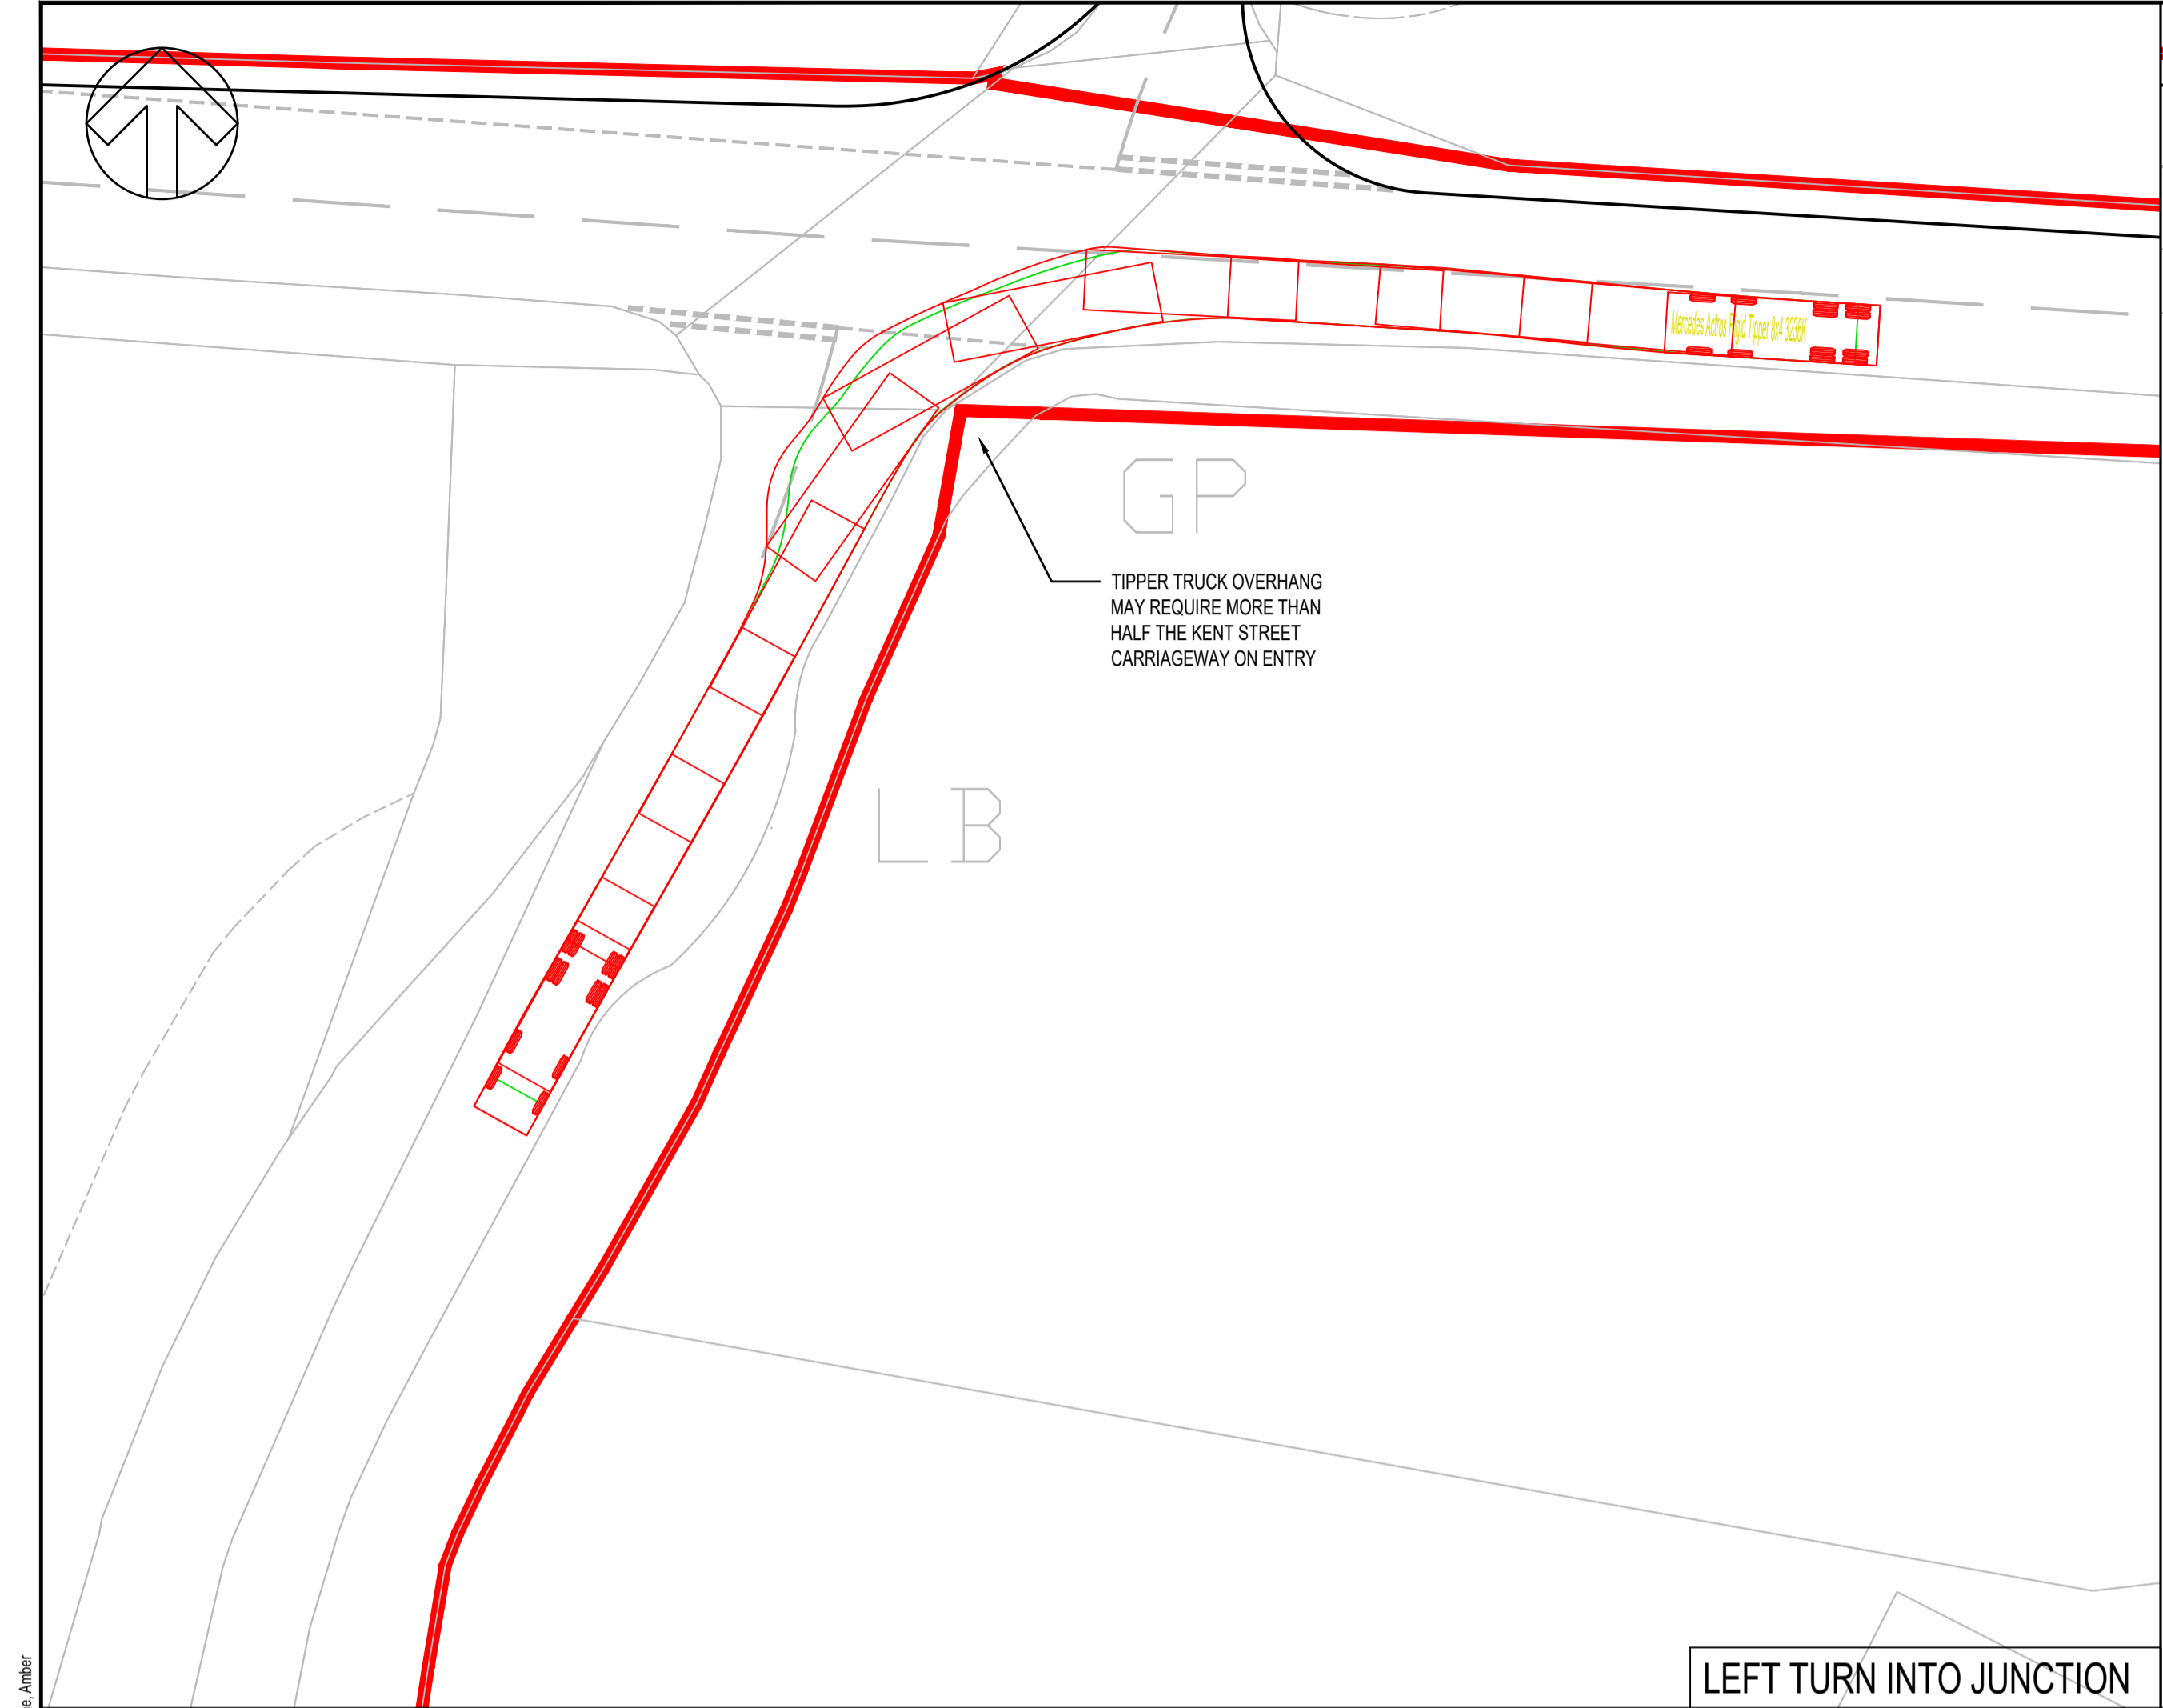 Mercedes Actros Rigid Tipper 8x4 3236K
GP
TIPPER TRUCK OVERHANG
MAY REQUIRE MORE THAN
HALF THE KENT STREET
CARRIAGEWAY ON ENTRY
LB
e, Amber
LEFT TURN INTO JUNCTION